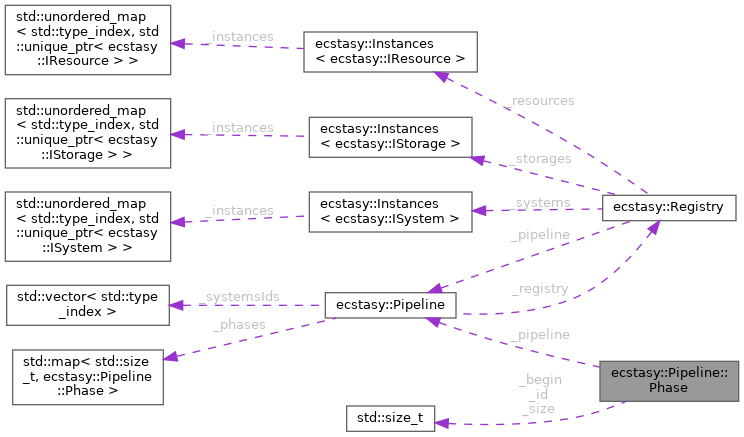 std::unordered_map
< std::type_index, std
::unique_ptr< ecstasy
::IResource > >
_instances
ecstasy::Instances
< ecstasy::IResource >
_resources
std::unordered_map
< std::type_index, std
::unique_ptr< ecstasy
::IStorage > >
_instances
ecstasy::Instances
< ecstasy::IStorage >
_storages
std::unordered_map
< std::type_index, std
::unique_ptr< ecstasy
::ISystem > >
_instances
ecstasy::Instances
< ecstasy::ISystem >
_systems
ecstasy::Registry
_pipeline
_registry
std::vector< std::type
_index >
_systemsIds
ecstasy::Pipeline
_phases
_pipeline
std::map< std::size
_t, ecstasy::Pipeline
::Phase >
ecstasy::Pipeline::
Phase
_begin
_id
_size
std::size_t